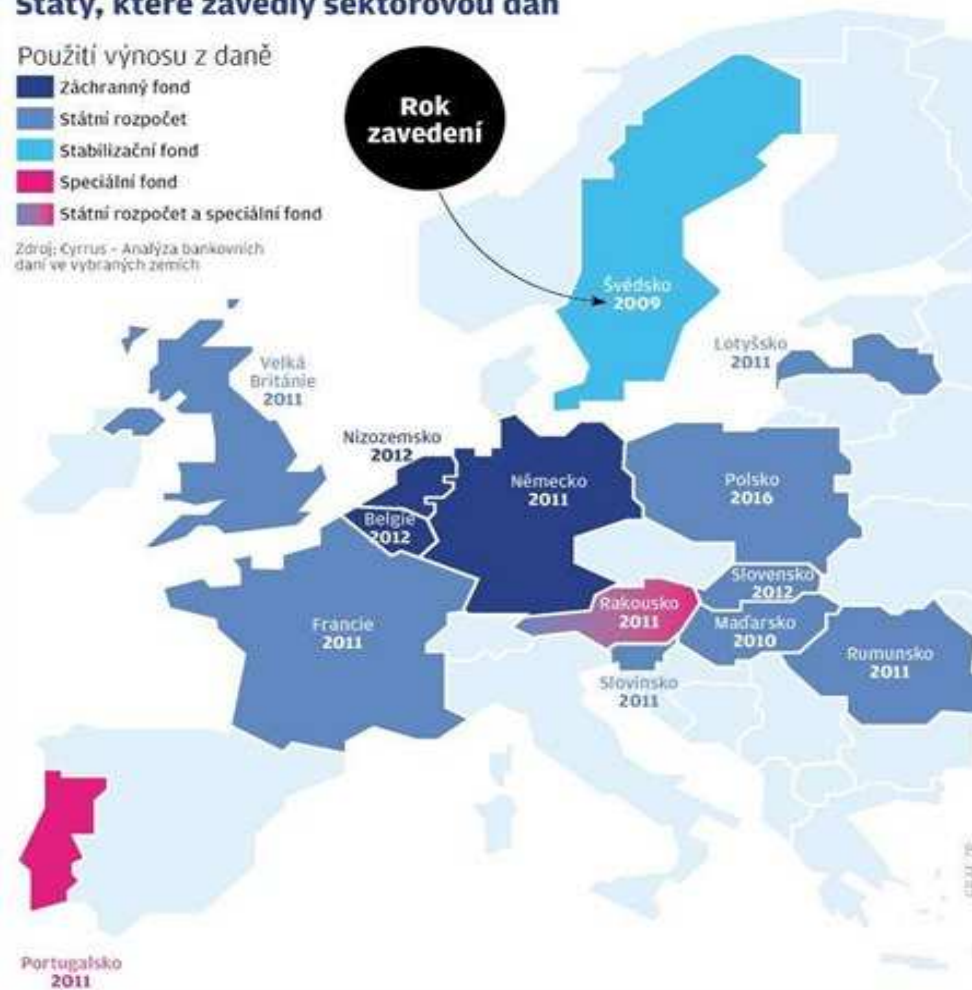 Státy, které zavedly sektorovou daň
Použití výnosu z daně
Záchranný fond
Státní rozpočet
Stabilizační fond
Speciální fond
Státní rozpočet a speciální fond
Zdroj: Cyrrus – Analýza bankovních
daní ve vybraných zemích
Rok
zavedení
Švédsko
2009
Lotyšsko
2011
Velká
Británie
2011
Nizozemsko
2012
Německo
2011
Polsko
2016
Belgie
2012
Slovensko
2012
Rakousko
2011
Maďarsko
2010
Francie
2011
Rumunsko
2011
Slovinsko
2011
Portugalsko
2011